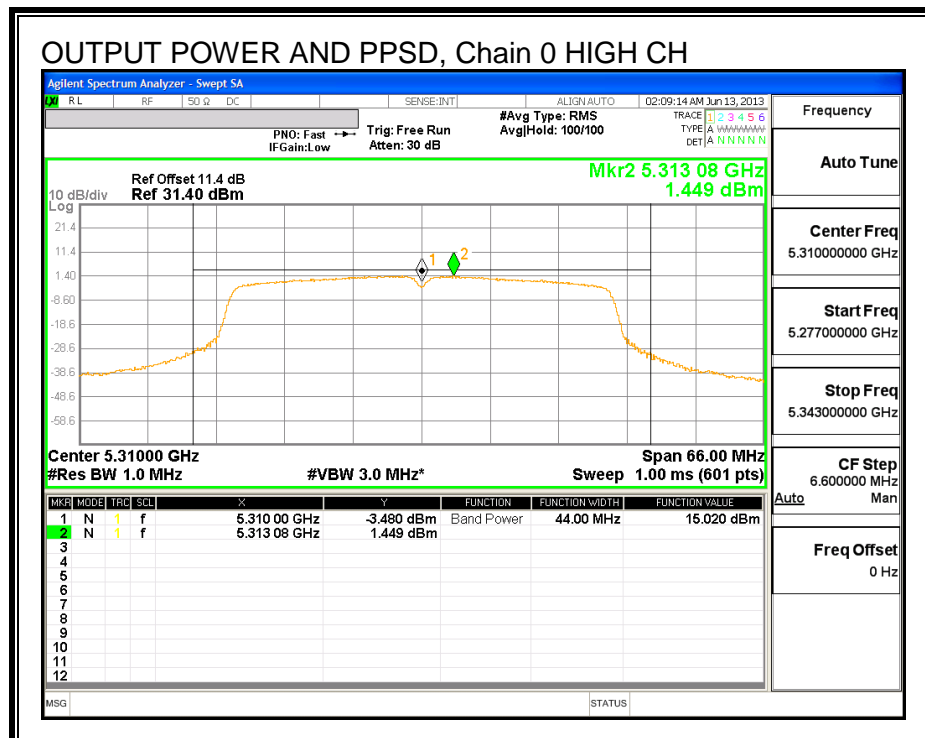 OUTPUT POWER AND PPSD, Chain 0 HIGH CH
Agilent Spectrum Analyzer - Swept SA
LXI RL RF 50 Ω DC SENSE:INT ALIGN AUTO 02:09:14 AM Jun 13, 2013
Frequency
#Avg Type: RMS TRACE 1 2 3 4 5 6
PNO: Fast Trig: Free Run Avg|Hold: 100/100 TYPE A WWWWW
IFGain:Low Atten: 30 dB DET A N N N N N
Auto Tune
Mkr2 5.313 08 GHz
1.449 dBm
Ref Offset 11.4 dB
10 dB/div Ref 31.40 dBm
Log
21.4
11.4
1.40
-8.60
-18.6
-28.6
-38.6
-48.6
-58.6
1
2
Center 5.31000 GHz Span 66.00 MHz
#Res BW 1.0 MHz #VBW 3.0 MHz* Sweep 1.00 ms (601 pts)
Center Freq
5.310000000 GHz
Start Freq
5.277000000 GHz
Stop Freq
5.343000000 GHz
CF Step
6.600000 MHz
Auto Man
Freq Offset
0 Hz
MKR MODE TRC SCL X Y FUNCTION FUNCTION WIDTH FUNCTION VALUE
1 N 1 f 5.310 00 GHz -3.480 dBm Band Power 44.00 MHz 15.020 dBm
2 N 1 f 5.313 08 GHz 1.449 dBm
3
4
5
6
7
8
9
10
11
12
MSG STATUS